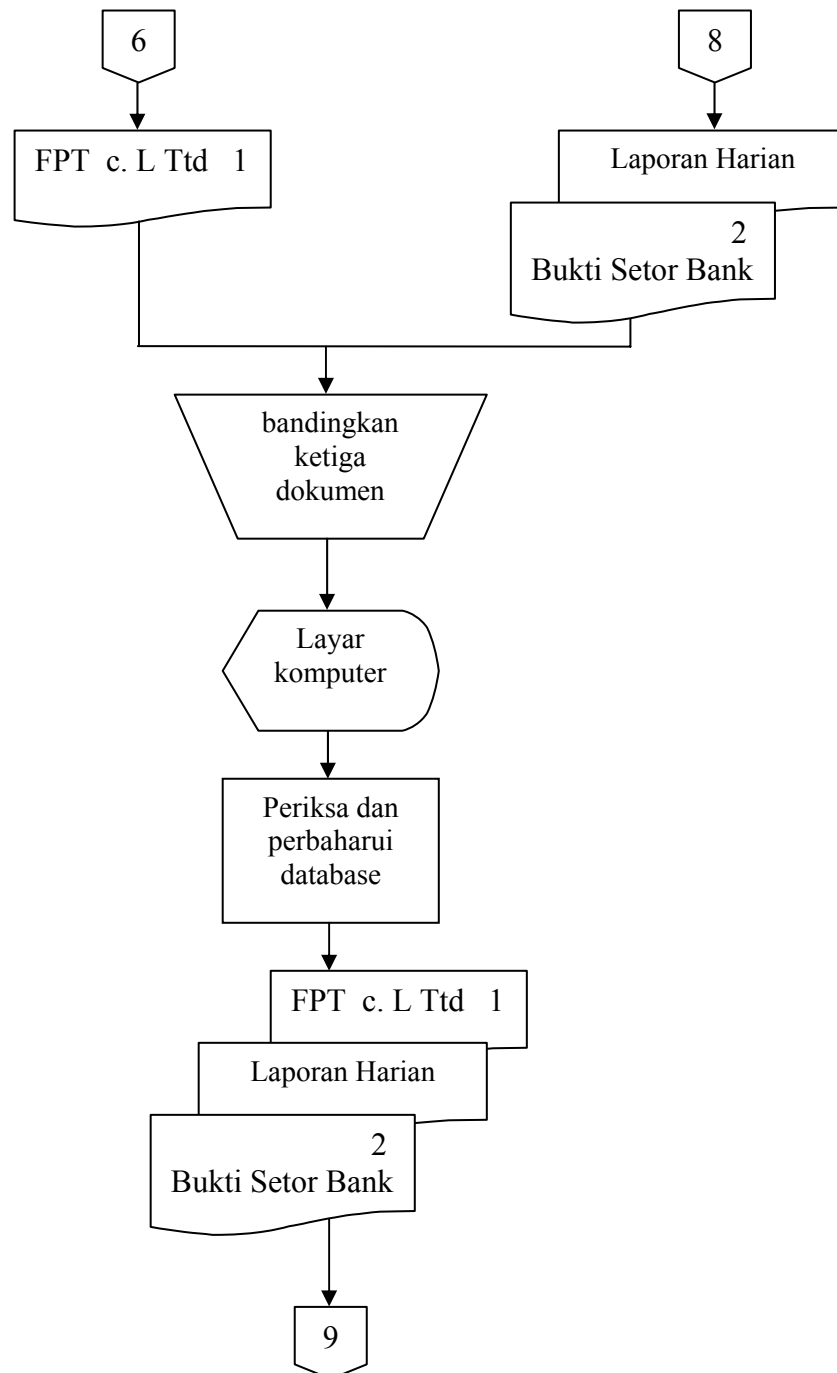 6
8
FPT c. L Ttd 1
Laporan Harian
2
Bukti Setor Bank
bandingkan
ketiga
dokumen
Layar
komputer
Periksa dan
perbaharui
database
FPT c. L Ttd 1
Laporan Harian
2
Bukti Setor Bank
9